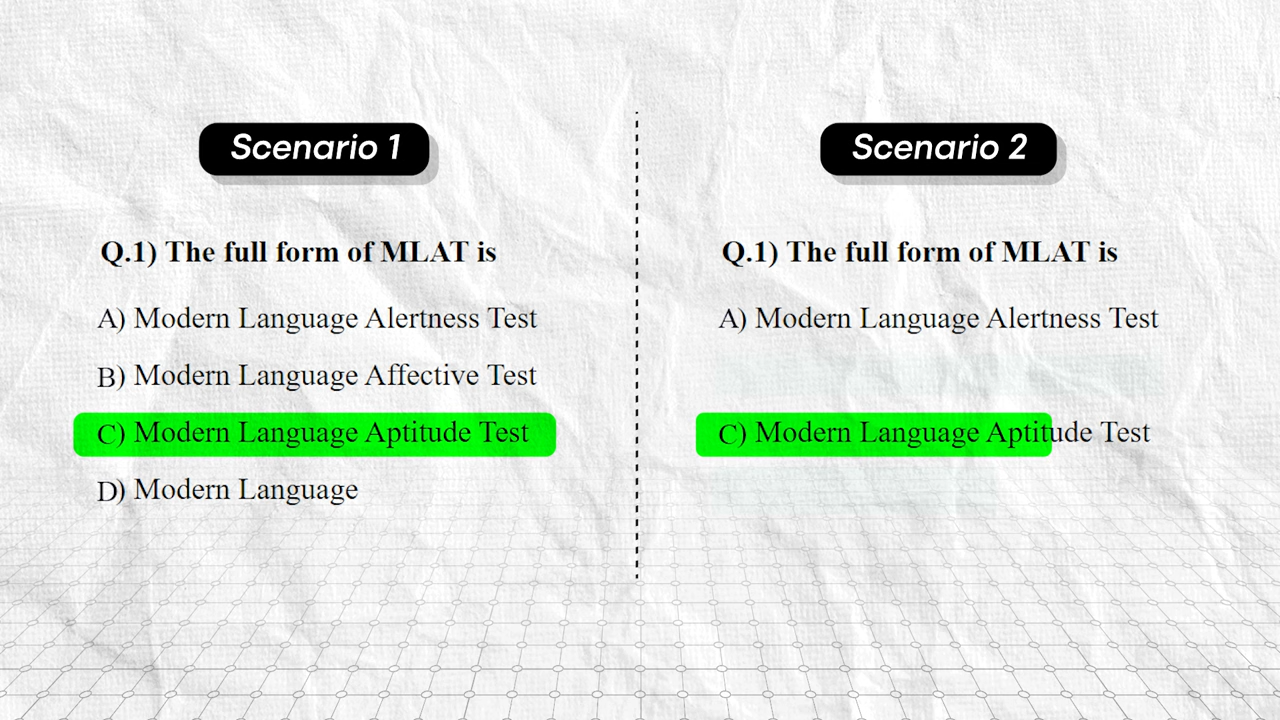 Scenario 1
Q.1) The full form of MLAT is
A) Modern Language Alertness Test
B) Modern Language Affective Test
C) Modern Language Aptitude Test
D) Modern Language
Scenario 2
Q.1) The full form of MLAT is
A) Modern Language Alertness Test
C) Modern Language Aptitude Test